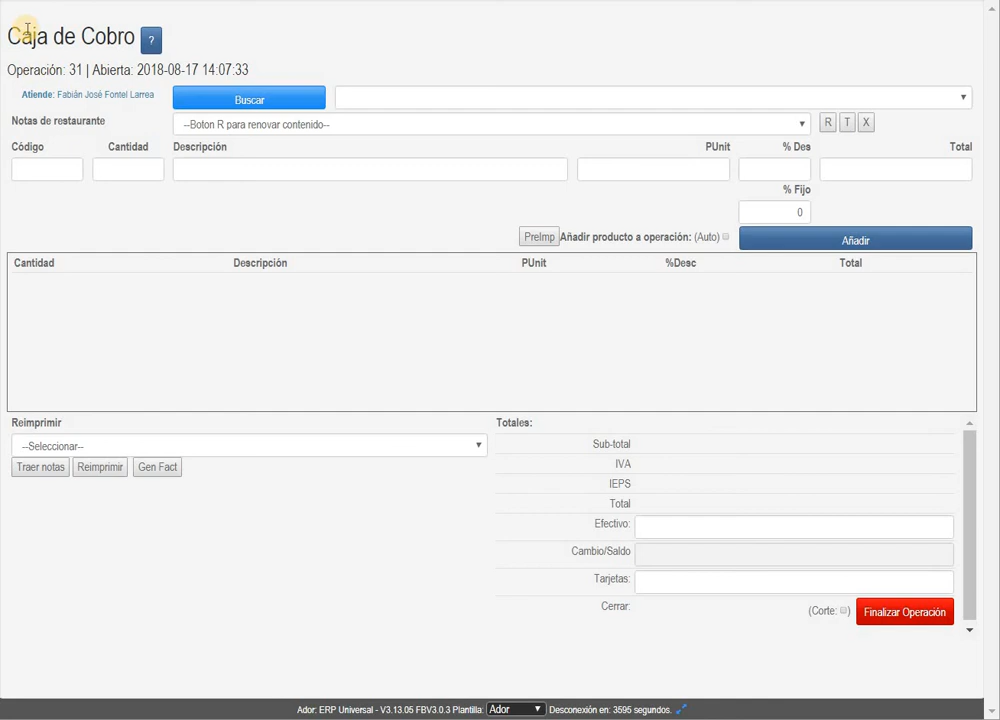 Caja de Cobro ?
Operación: 31 | Abierta: 2018-08-17 14:07:33
Atiende: Fabián José Fontel Larrea Buscar
Notas de restaurante --Boton R para renovar contenido-- R T X
Código Cantidad Descripción PUnit % Des Total
% Fijo
0
PreImp Añadir producto a operación: (Auto) Añadir
Cantidad Descripción PUnit %Desc Total
Reimprimir Totales:
--Seleccionar-- Sub-total
Traer notas Reimprimir Gen Fact IVA
IEPS
Total
Efectivo:
Cambio/Saldo
Tarjetas:
Cerrar: (Corte: ) Finalizar Operación
Ador: ERP Universal - V3.13.05 FBV3.0.3 Plantilla: Ador Desconexión en: 3595 segundos.